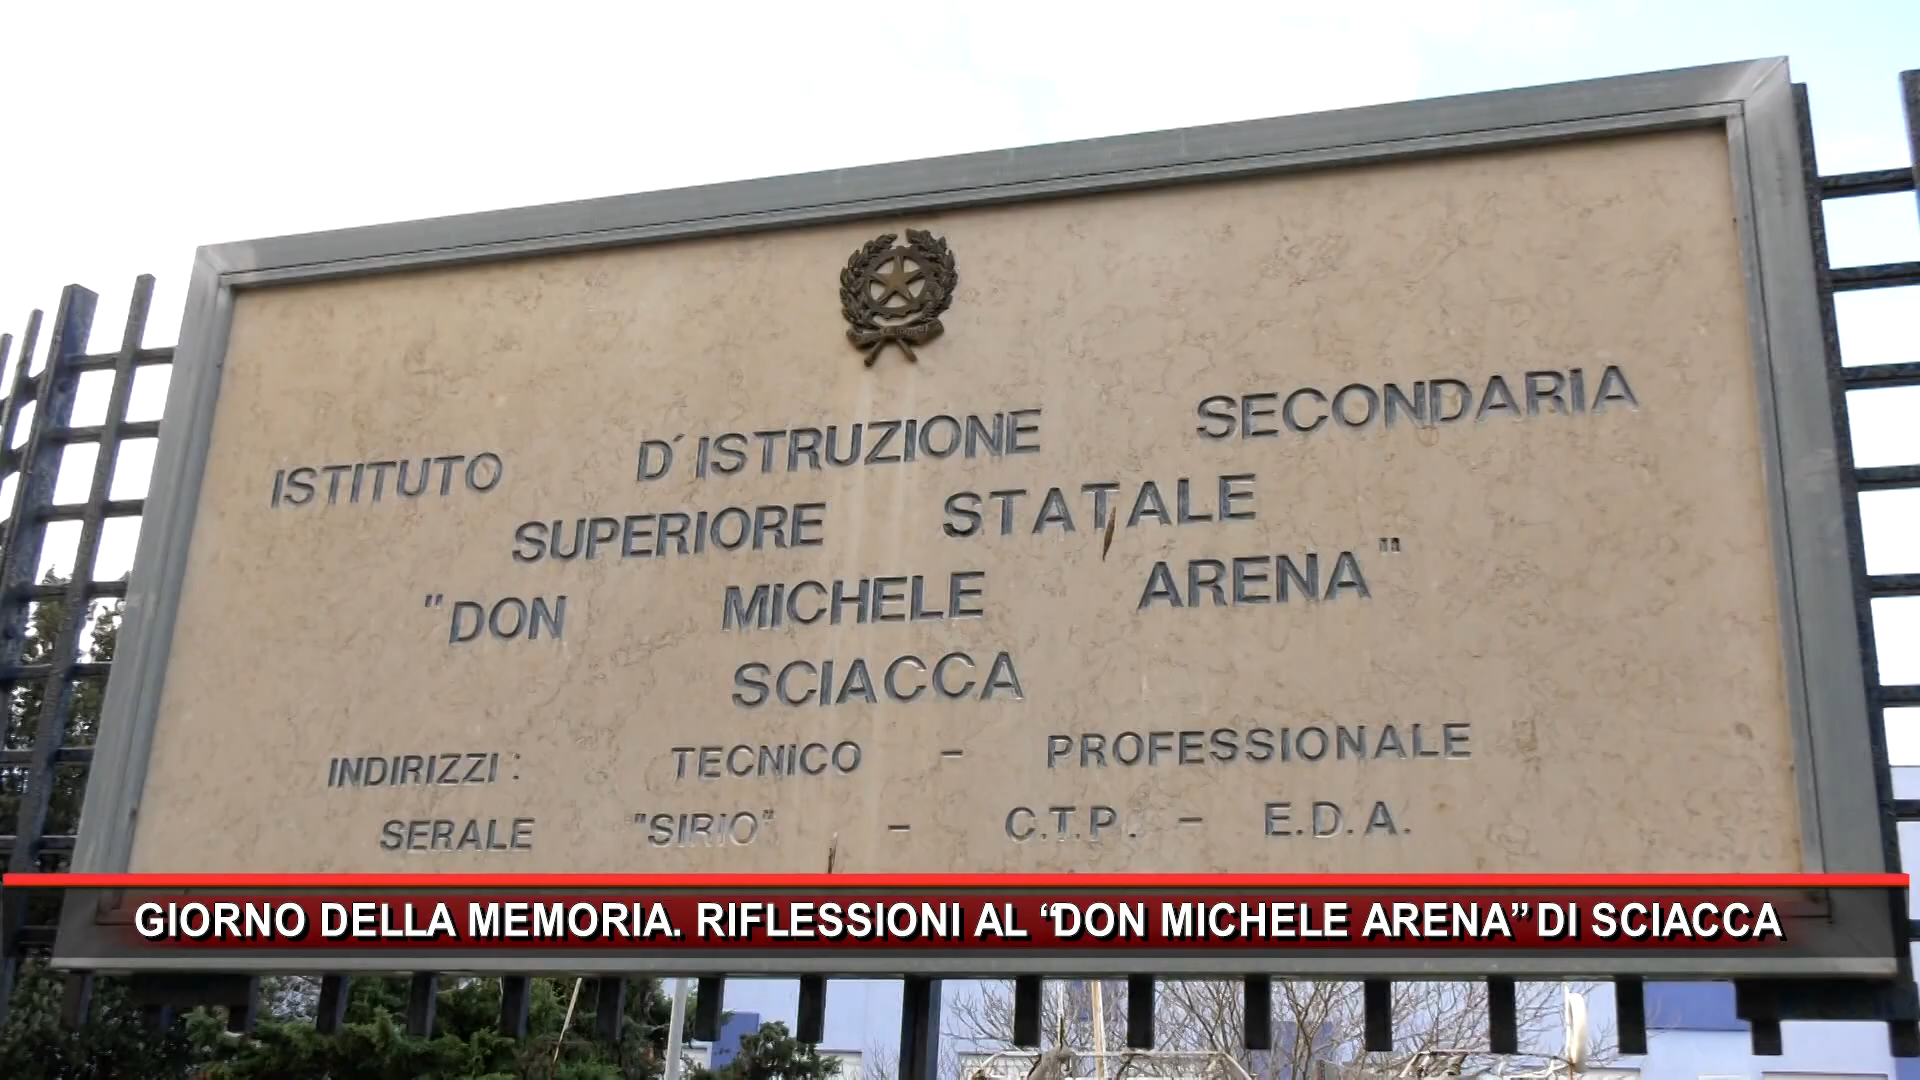 ISTITUTO D'ISTRUZIONE SECONDARIA
SUPERIORE STATALE
"DON MICHELE ARENA"
SCIACCA
INDIRIZZI: TECNICO - PROFESSIONALE
SERALE "SIRIO" - C.T.P. - E.D.A.
GIORNO DELLA MEMORIA. RIFLESSIONI AL “DON MICHELE ARENA” DI SCIACCA